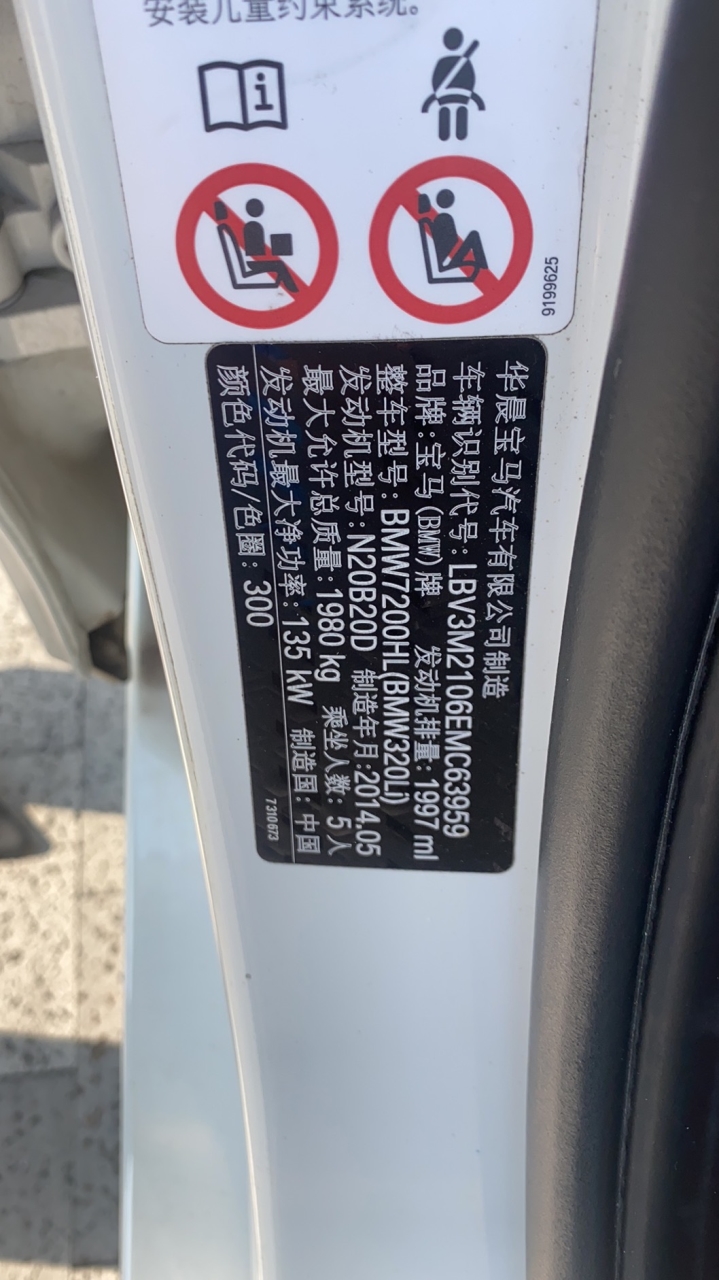 安装儿童约束系统。
9199625
华晨宝马汽车有限公司制造
车辆识别代号:LBV3M2106EMC63959
品牌:宝马(BMW)牌 发动机排量:1997 ml
整车型号:BMW7200HL(BMW320LI)
发动机型号:N20B20D 制造年月:2014.05
最大允许总质量:1980 kg 乘坐人数:5人
发动机最大净功率:135 kW 制造国:中国
颜色代码/色圈:300
7310673